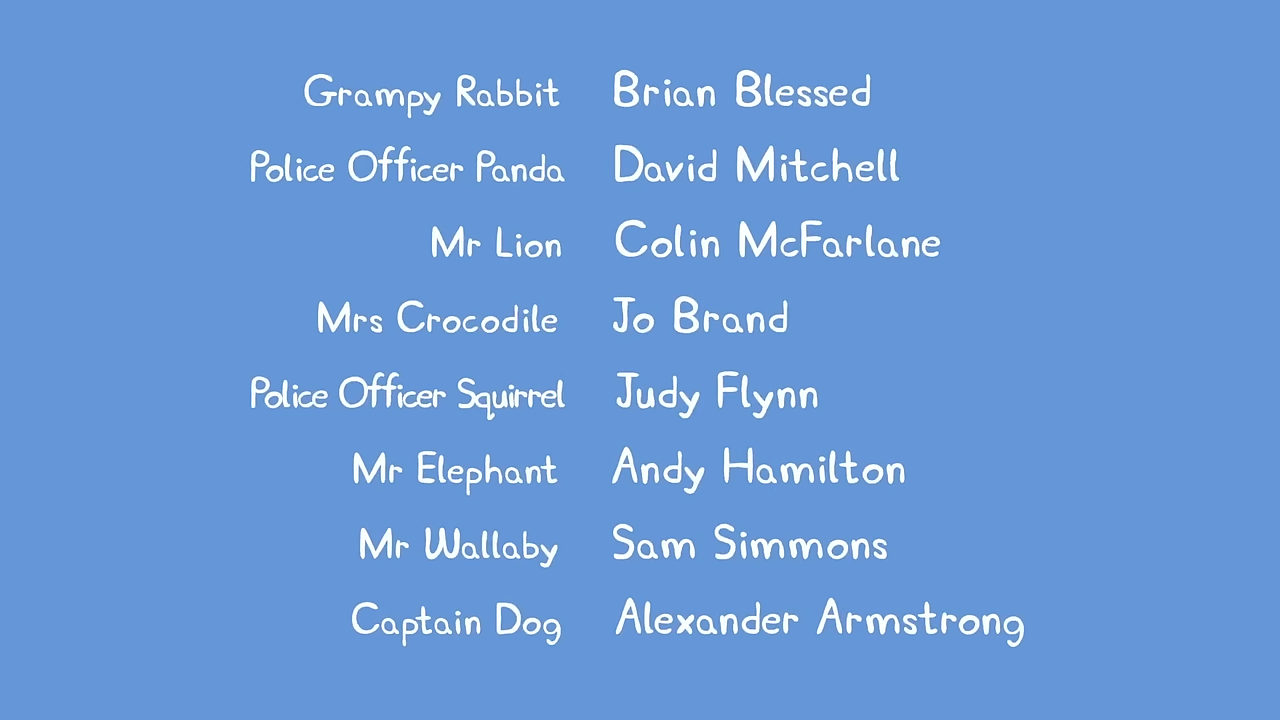 Grampy Rabbit Brian Blessed
Police Officer Panda David Mitchell
Mr Lion Colin McFarlane
Mrs Crocodile Jo Brand
Police Officer Squirrel Judy Flynn
Mr Elephant Andy Hamilton
Mr Wallaby Sam Simmons
Captain Dog Alexander Armstrong